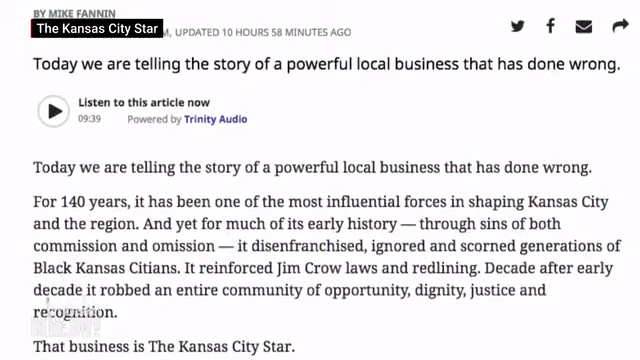 BY MIKE FANNIN
The Kansas City Star
M, UPDATED 10 HOURS 58 MINUTES AGO
Today we are telling the story of a powerful local business that has done wrong.
Listen to this article now
09:39 Powered by Trinity Audio
Today we are telling the story of a powerful local business that has done wrong.
For 140 years, it has been one of the most influential forces in shaping Kansas City
and the region. And yet for much of its early history — through sins of both
commission and omission — it disenfranchised, ignored and scorned generations of
Black Kansas Citians. It reinforced Jim Crow laws and redlining. Decade after early
decade it robbed an entire community of opportunity, dignity, justice and
recognition.
That business is The Kansas City Star.